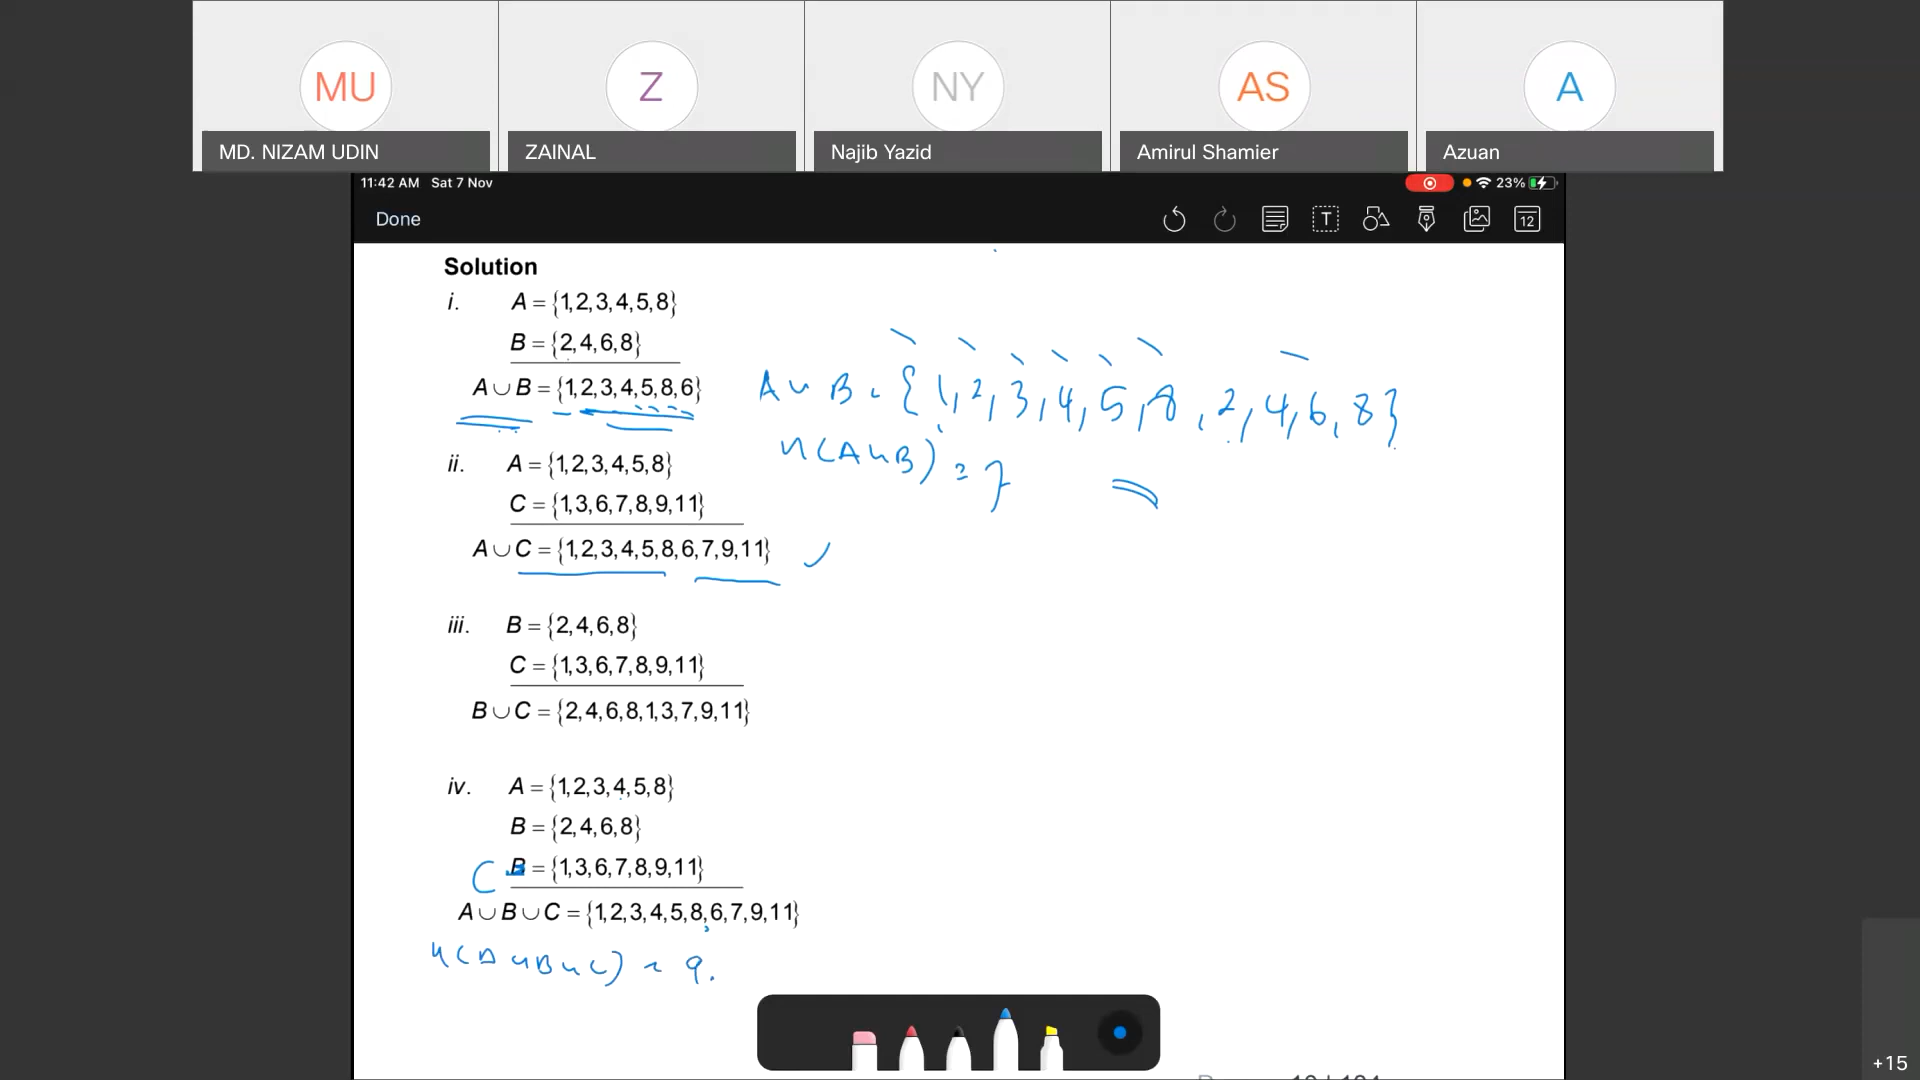 MU Z NY AS A
MD. NIZAM UDIN ZAINAL Najib Yazid Amirul Shamier Azuan
11:42 AM Sat 7 Nov 23%
Done T 12
Solution
i. A = {1,2,3,4,5,8}
B = {2,4,6,8}
A ∪ B = {1,2,3,4,5,8,6}
A ∪ B = {1,2,3,4,5,8,2,4,6,8}
n(A∪B) = 7
ii. A = {1,2,3,4,5,8}
C = {1,3,6,7,8,9,11}
A ∪ C = {1,2,3,4,5,8,6,7,9,11}
iii. B = {2,4,6,8}
C = {1,3,6,7,8,9,11}
B ∪ C = {2,4,6,8,1,3,7,9,11}
iv. A = {1,2,3,4,5,8}
B = {2,4,6,8}
C B = {1,3,6,7,8,9,11}
A ∪ B ∪ C = {1,2,3,4,5,8,6,7,9,11}
n(A∪B∪C) = 9.
+15